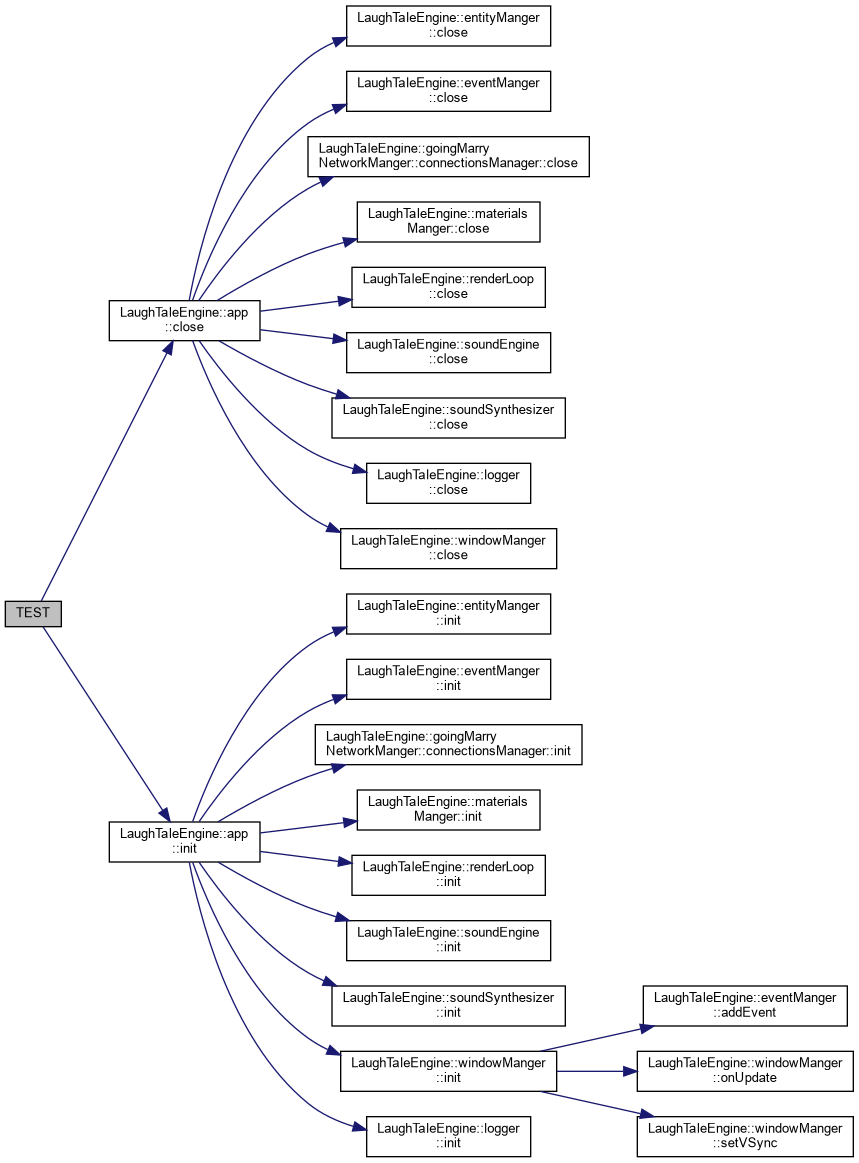 LaughTaleEngine::entityManger
::close
LaughTaleEngine::eventManger
::close
LaughTaleEngine::goingMarry
NetworkManger::connectionsManager::close
LaughTaleEngine::materials
Manger::close
LaughTaleEngine::renderLoop
::close
LaughTaleEngine::app
::close
LaughTaleEngine::soundEngine
::close
LaughTaleEngine::soundSynthesizer
::close
LaughTaleEngine::logger
::close
LaughTaleEngine::windowManger
::close
TEST
LaughTaleEngine::entityManger
::init
LaughTaleEngine::eventManger
::init
LaughTaleEngine::goingMarry
NetworkManger::connectionsManager::init
LaughTaleEngine::materials
Manger::init
LaughTaleEngine::app
::init
LaughTaleEngine::renderLoop
::init
LaughTaleEngine::soundEngine
::init
LaughTaleEngine::soundSynthesizer
::init
LaughTaleEngine::eventManger
::addEvent
LaughTaleEngine::windowManger
::init
LaughTaleEngine::windowManger
::onUpdate
LaughTaleEngine::logger
::init
LaughTaleEngine::windowManger
::setVSync